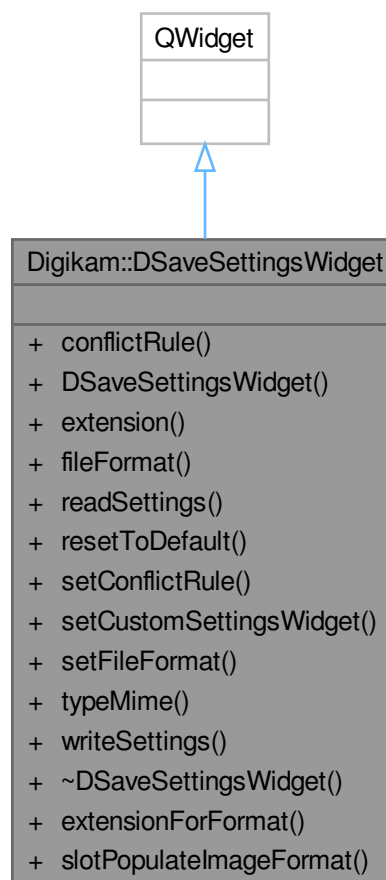 QWidget
Digikam::DSaveSettingsWidget
+ conflictRule()
+ DSaveSettingsWidget()
+ extension()
+ fileFormat()
+ readSettings()
+ resetToDefault()
+ setConflictRule()
+ setCustomSettingsWidget()
+ setFileFormat()
+ typeMime()
+ writeSettings()
+ ~DSaveSettingsWidget()
+ extensionForFormat()
+ slotPopulateImageFormat()